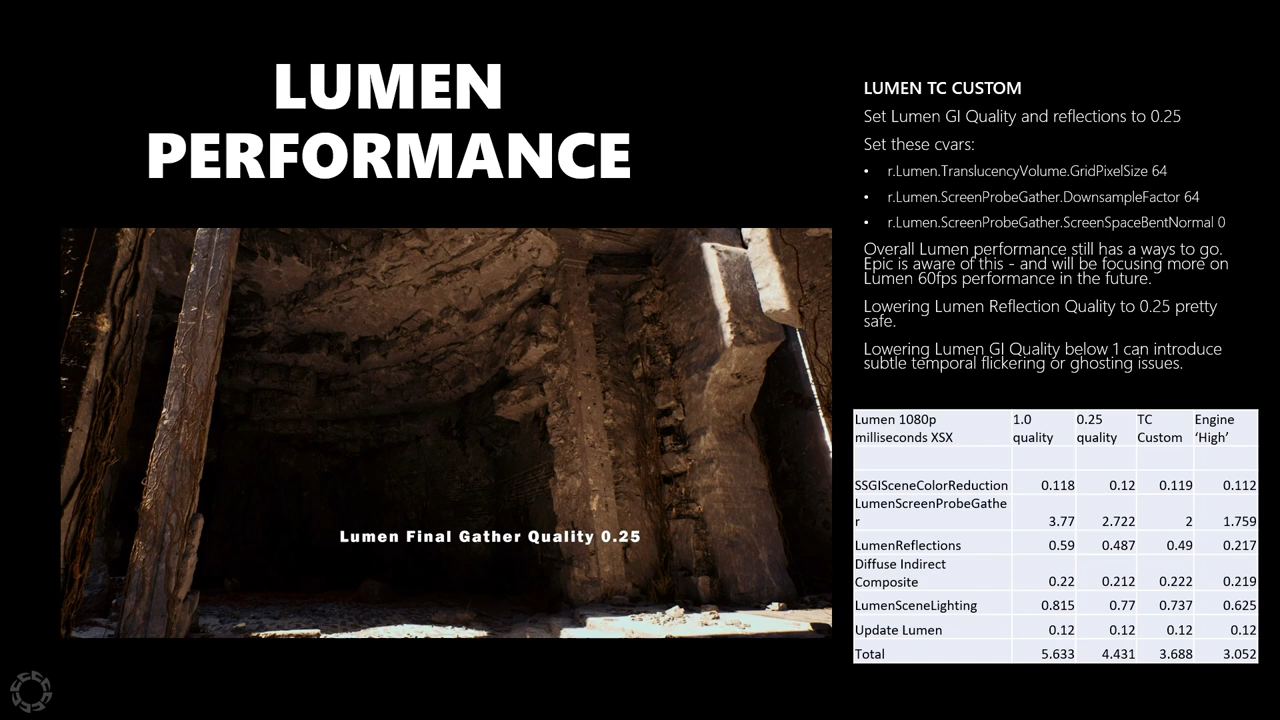 LUMEN
PERFORMANCE
Lumen Final Gather Quality 0.25
LUMEN TC CUSTOM
Set Lumen GI Quality and reflections to 0.25
Set these cvars:
• r.Lumen.TranslucencyVolume.GridPixelSize 64
• r.Lumen.ScreenProbeGather.DownsampleFactor 64
• r.Lumen.ScreenProbeGather.ScreenSpaceBentNormal 0
Overall Lumen performance still has a ways to go.
Epic is aware of this - and will be focusing more on
Lumen 60fps performance in the future.
Lowering Lumen Reflection Quality to 0.25 pretty
safe.
Lowering Lumen GI Quality below 1 can introduce
subtle temporal flickering or ghosting issues.
Lumen 1080p 1.0 0.25 TC Engine
milliseconds XSX quality quality Custom ‘High’
SSGISceneColorReduction 0.118 0.12 0.119 0.112
LumenScreenProbeGathe
r 3.77 2.722 2 1.759
LumenReflections 0.59 0.487 0.49 0.217
Diffuse Indirect
Composite 0.22 0.212 0.222 0.219
LumenSceneLighting 0.815 0.77 0.737 0.625
Update Lumen 0.12 0.12 0.12 0.12
Total 5.633 4.431 3.688 3.052